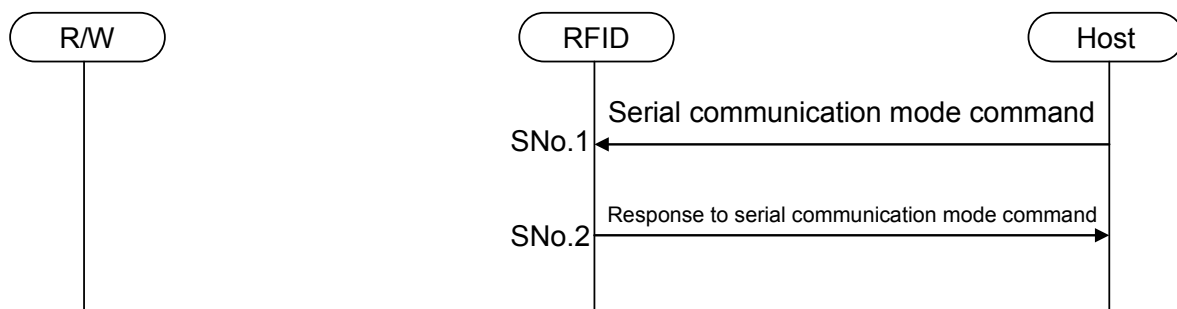 R/W
RFID
Host
Serial communication mode command
SNo.1
Response to serial communication mode command
SNo.2